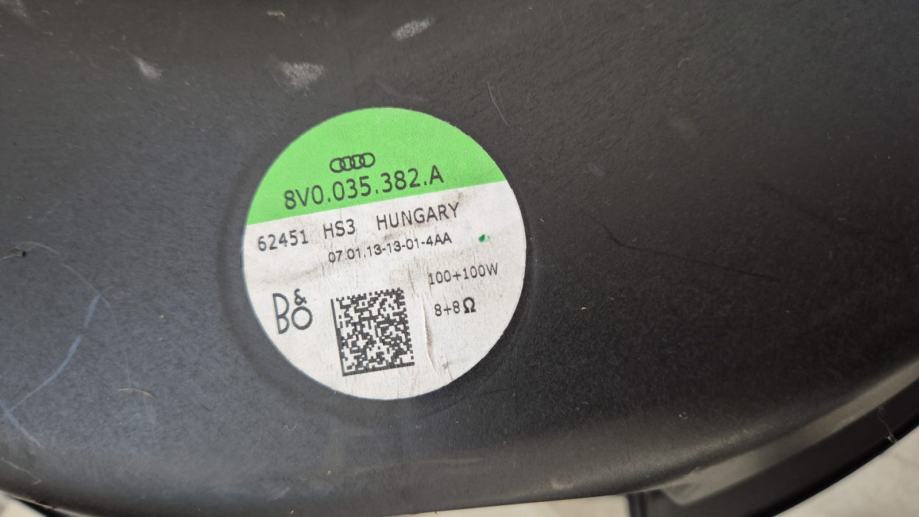 8V0.035.382.A
62451 HS3 HUNGARY
07.01.13-13-01-4AA
100+100W
8+8Ω
B&O